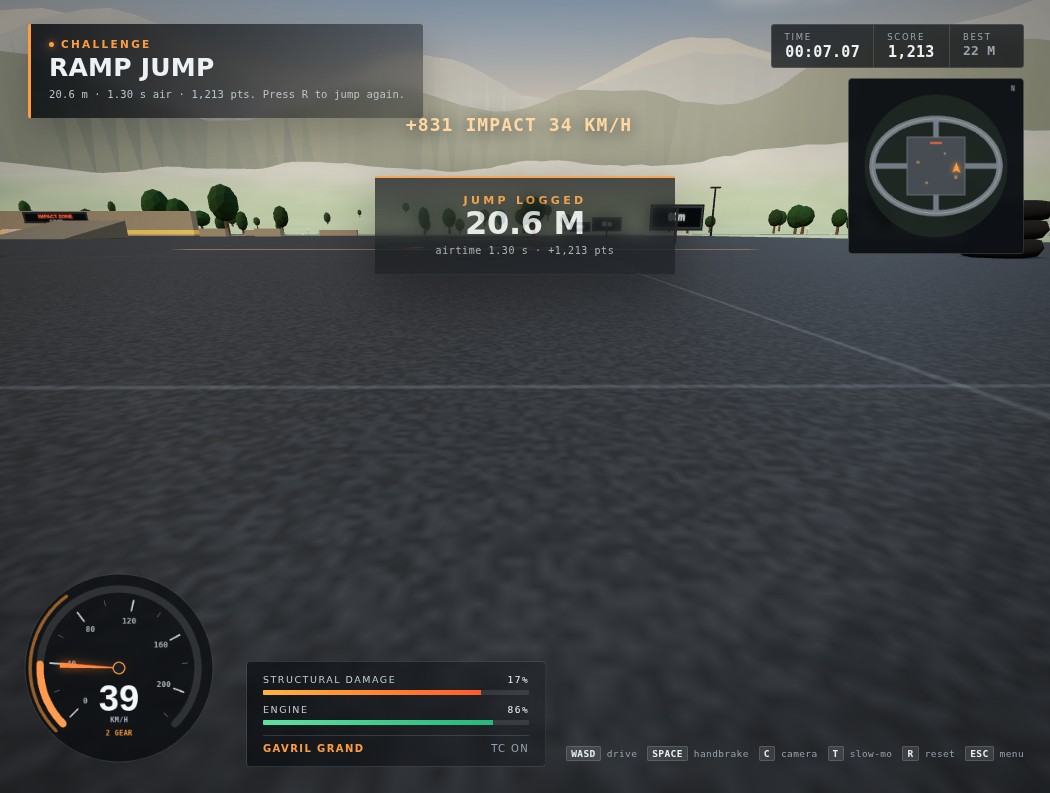 CHALLENGE
RAMP JUMP
20.6 m · 1.30 s air · 1,213 pts. Press R to jump again.
TIME
00:07.07
SCORE
1,213
BEST
22 M
N
+831 IMPACT 34 KM/H
IMPACT ZONE
JUMP LOGGED
20.6 M
airtime 1.30 s · +1,213 pts
0
40
80
120
160
200
39
KM/H
2 GEAR
STRUCTURAL DAMAGE 17%
ENGINE 86%
GAVRIL GRAND TC ON
WASD drive SPACE handbrake C camera T slow-mo R reset ESC menu